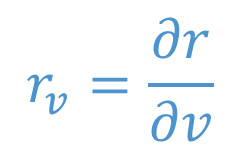 r_v = ∂r/∂v